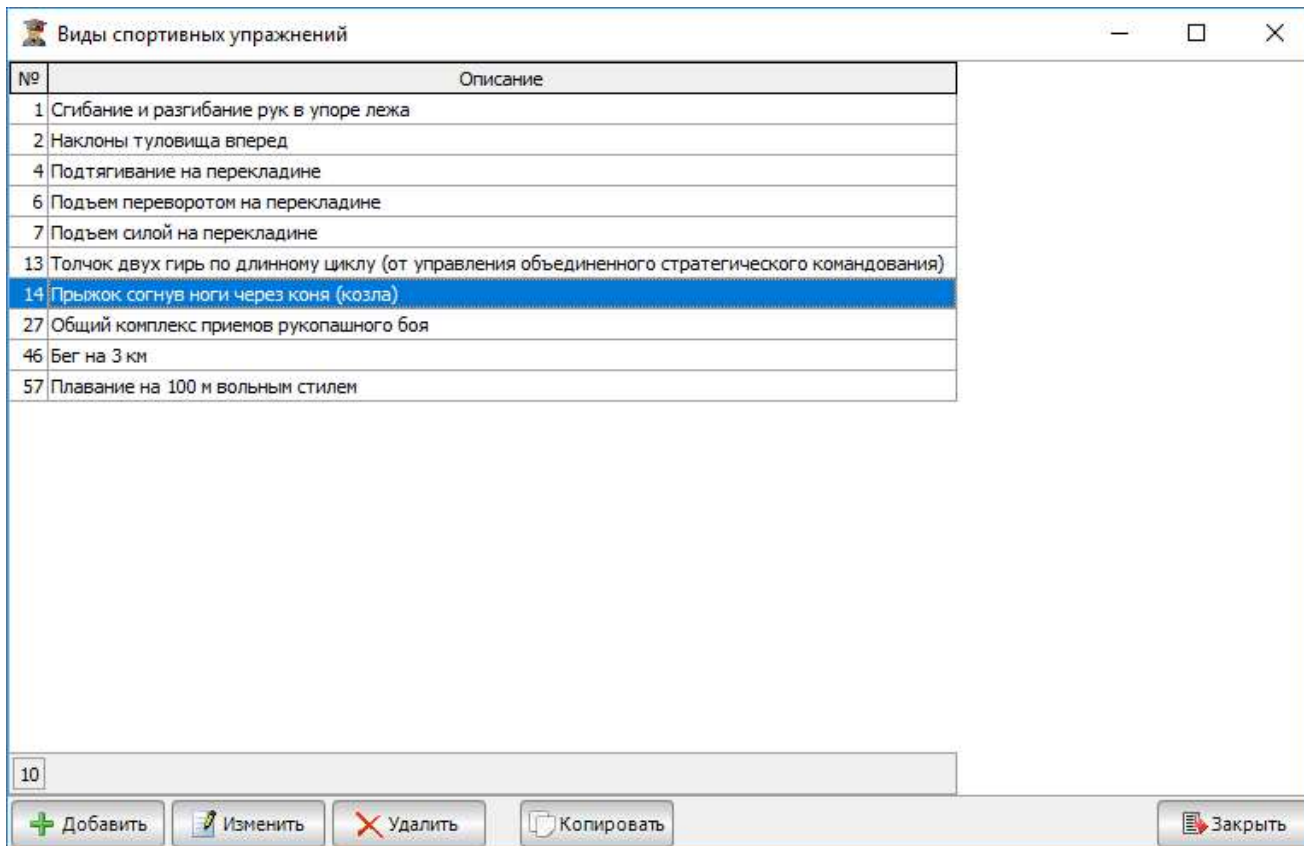 Виды спортивных упражнений
№ Описание
1 Сгибание и разгибание рук в упоре лежа
2 Наклоны туловища вперед
4 Подтягивание на перекладине
6 Подъем переворотом на перекладине
7 Подъем силой на перекладине
13 Толчок двух гирь по длинному циклу (от управления объединенного стратегического командования)
14 Прыжок согнув ноги через коня (козла)
27 Общий комплекс приемов рукопашного боя
46 Бег на 3 км
57 Плавание на 100 м вольным стилем
10
Добавить Изменить Удалить Копировать Закрыть